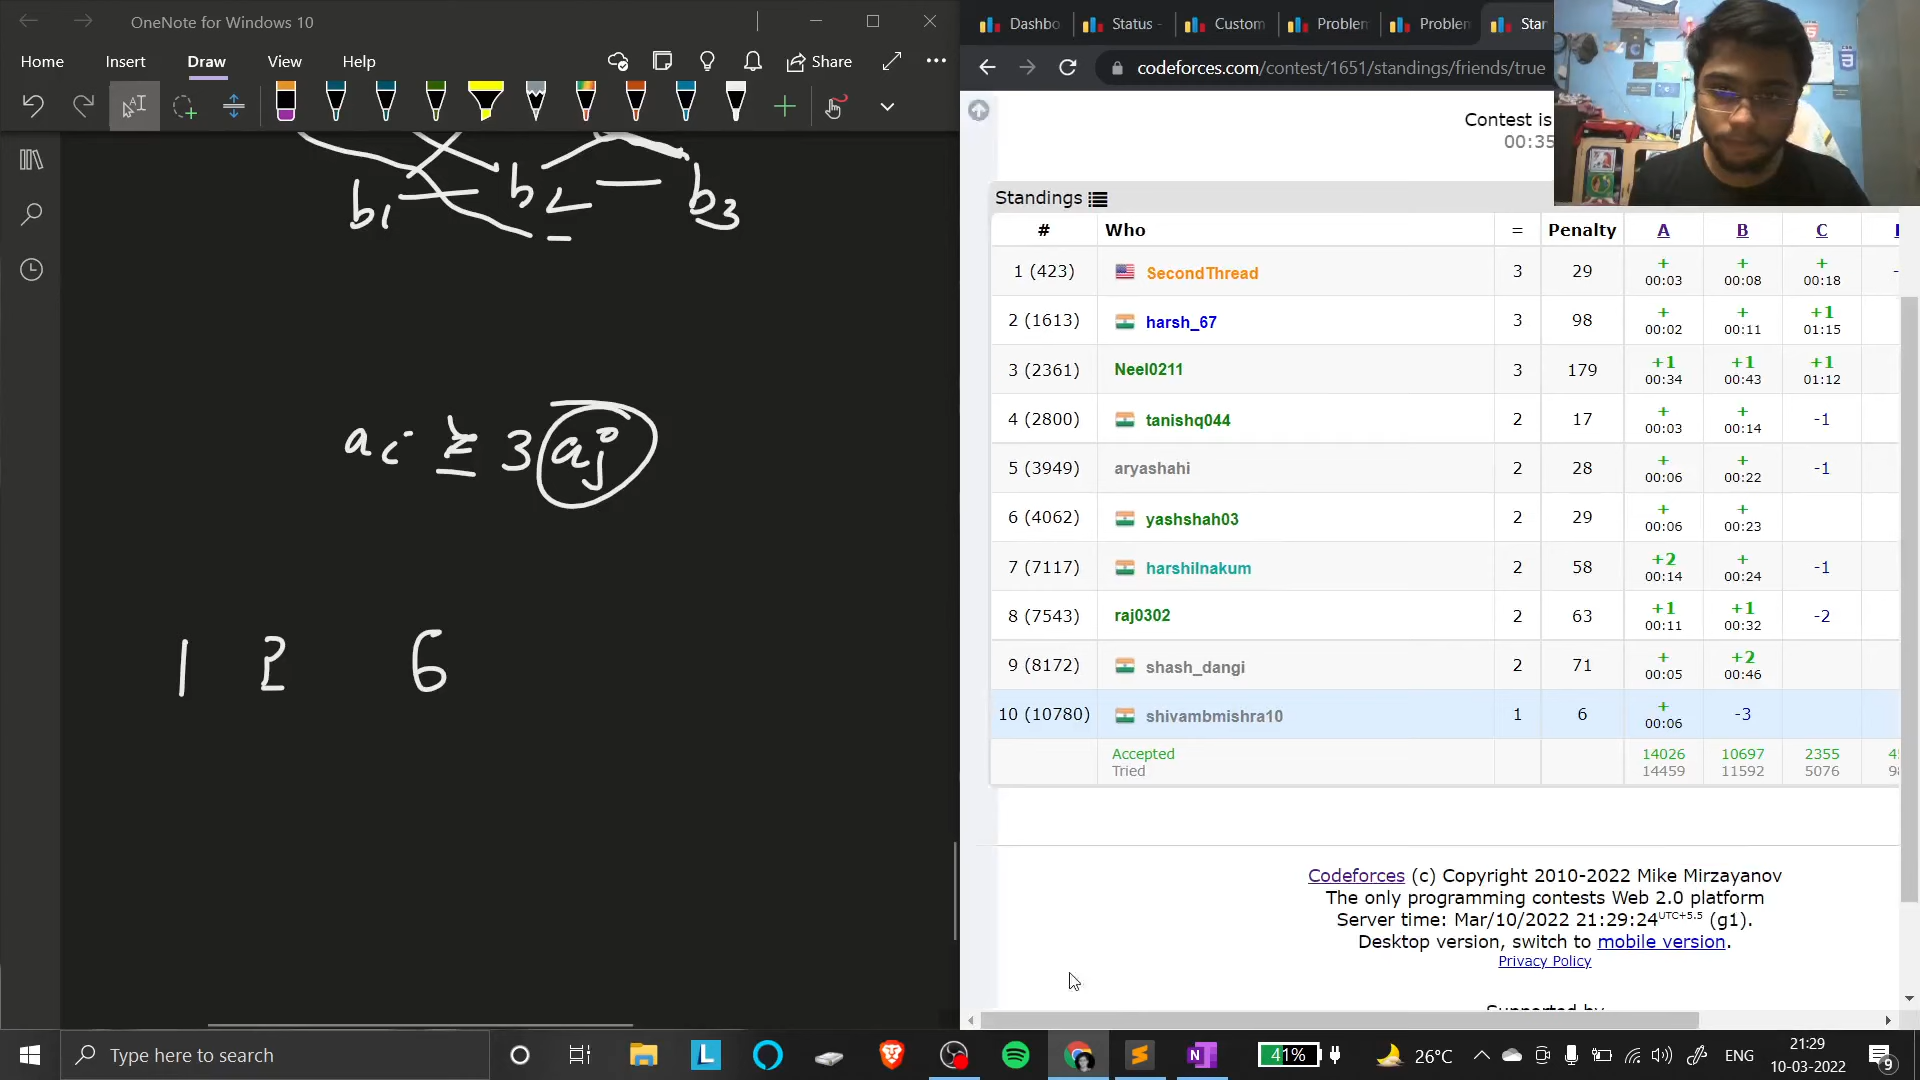 OneNote for Windows 10
Home Insert Draw View Help Share
b1 b2 b3
ai ≥ 3 aj
1 2 6
Dashbo Status - Custom Problem Problem Stan
codeforces.com/contest/1651/standings/friends/true
Contest is
00:35
Standings
# Who = Penalty A B C
1 (423) SecondThread 3 29 + 00:03 + 00:08 + 00:18 -
2 (1613) harsh_67 3 98 + 00:02 + 00:11 +1 01:15
3 (2361) Neel0211 3 179 +1 00:34 +1 00:43 +1 01:12
4 (2800) tanishq044 2 17 + 00:03 + 00:14 -1
5 (3949) aryashahi 2 28 + 00:06 + 00:22 -1
6 (4062) yashshah03 2 29 + 00:06 + 00:23
7 (7117) harshilnakum 2 58 +2 00:14 + 00:24 -1
8 (7543) raj0302 2 63 +1 00:11 +1 00:32 -2
9 (8172) shash_dangi 2 71 + 00:05 +2 00:46
10 (10780) shivambmishra10 1 6 + 00:06 -3
Accepted 14026 10697 2355
Tried 14459 11592 5076
Codeforces (c) Copyright 2010-2022 Mike Mirzayanov
The only programming contests Web 2.0 platform
Server time: Mar/10/2022 21:29:24 UTC+5.5 (g1).
Desktop version, switch to mobile version.
Privacy Policy
Supported by
Type here to search 41% 26°C ENG 21:29
10-03-2022 9